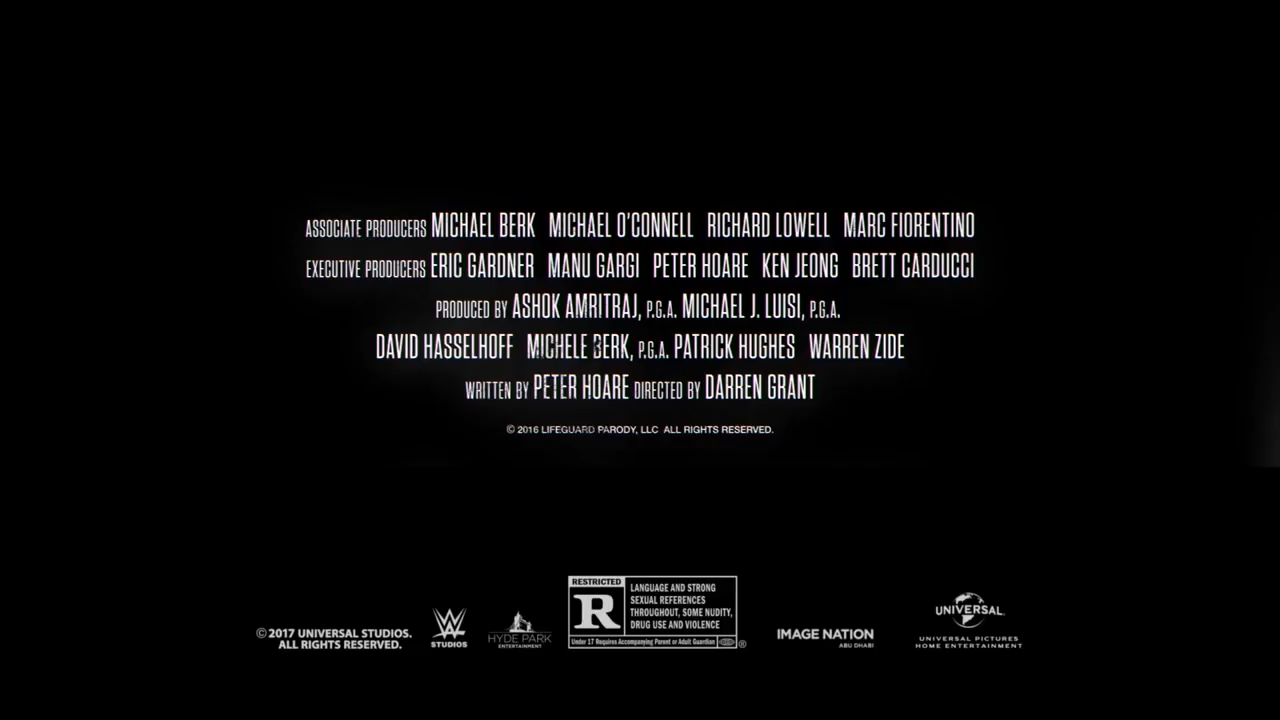 ASSOCIATE PRODUCERS MICHAEL BERK MICHAEL O'CONNELL RICHARD LOWELL MARC FIORENTINO
EXECUTIVE PRODUCERS ERIC GARDNER MANU GARGI PETER HOARE KEN JEONG BRETT CARDUCCI
PRODUCED BY ASHOK AMRITRAJ, P.G.A. MICHAEL J. LUISI, P.G.A.
DAVID HASSELHOFF MICHELE BERK, P.G.A. PATRICK HUGHES WARREN ZIDE
WRITTEN BY PETER HOARE DIRECTED BY DARREN GRANT
© 2016 LIFEGUARD PARODY, LLC ALL RIGHTS RESERVED.
© 2017 UNIVERSAL STUDIOS.
ALL RIGHTS RESERVED.
W
STUDIOS
HYDE PARK
ENTERTAINMENT
RESTRICTED
R
LANGUAGE AND STRONG
SEXUAL REFERENCES
THROUGHOUT, SOME NUDITY,
DRUG USE AND VIOLENCE
Under 17 Requires Accompanying Parent or Adult Guardian
®
IMAGE NATION
ABU DHABI
UNIVERSAL
UNIVERSAL PICTURES
HOME ENTERTAINMENT